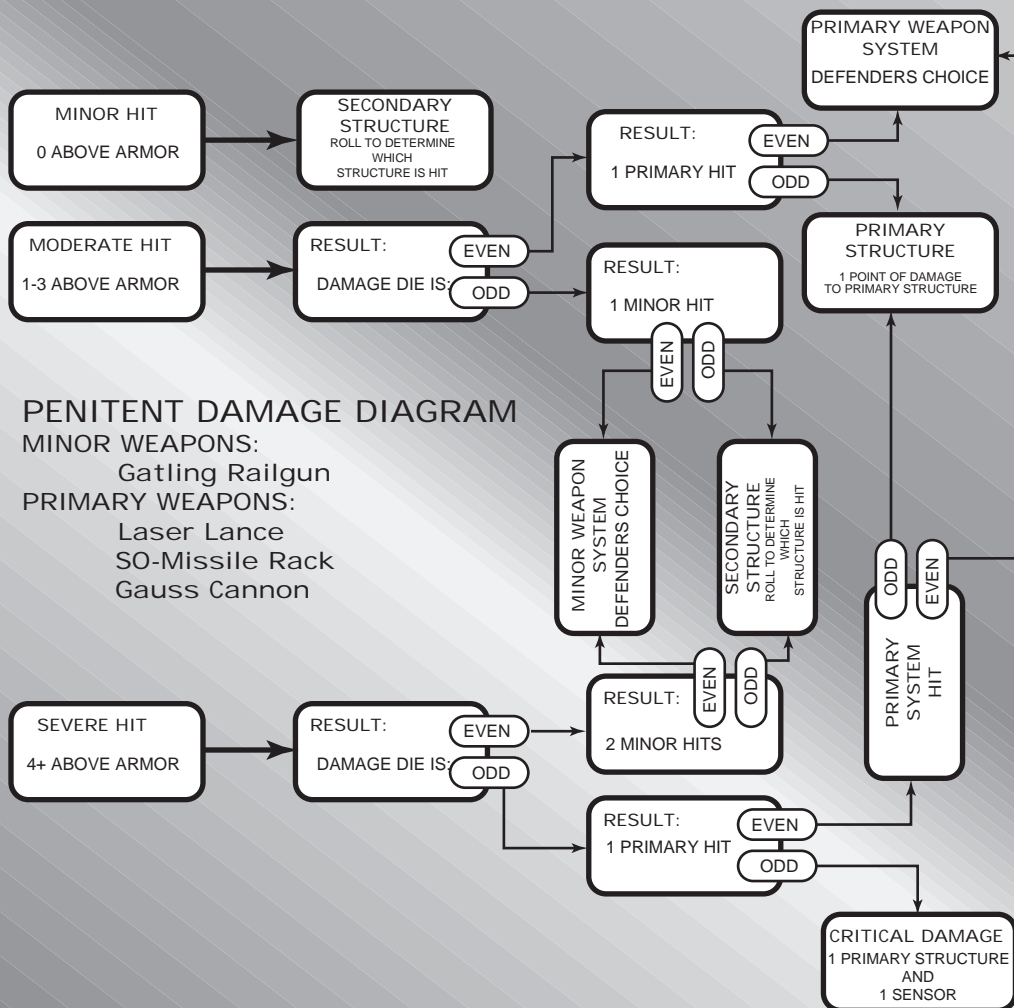 MINOR HIT
0 ABOVE ARMOR
SECONDARY
STRUCTURE
ROLL TO DETERMINE
WHICH
STRUCTURE IS HIT
RESULT:
1 PRIMARY HIT
EVEN
ODD
PRIMARY WEAPON
SYSTEM
DEFENDERS CHOICE
MODERATE HIT
1-3 ABOVE ARMOR
RESULT:
DAMAGE DIE IS:
EVEN
ODD
RESULT:
1 MINOR HIT
EVEN
ODD
PRIMARY
STRUCTURE
1 POINT OF DAMAGE
TO PRIMARY STRUCTURE
PENITENT DAMAGE DIAGRAM
MINOR WEAPONS:
Gatling Railgun
PRIMARY WEAPONS:
Laser Lance
SO-Missile Rack
Gauss Cannon
MINOR WEAPON
SYSTEM
DEFENDERS CHOICE
SECONDARY
STRUCTURE
ROLL TO DETERMINE
WHICH
STRUCTURE IS HIT
ODD
EVEN
PRIMARY
SYSTEM
HIT
SEVERE HIT
4+ ABOVE ARMOR
RESULT:
DAMAGE DIE IS:
EVEN
ODD
RESULT:
2 MINOR HITS
EVEN
ODD
RESULT:
1 PRIMARY HIT
EVEN
ODD
CRITICAL DAMAGE
1 PRIMARY STRUCTURE
AND
1 SENSOR